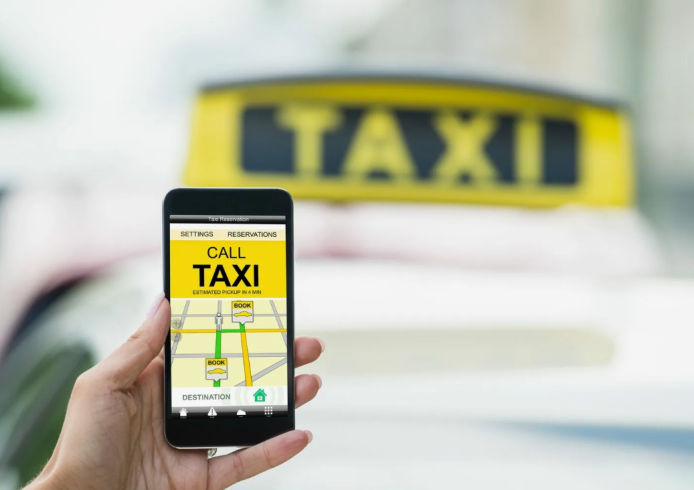 TAXI
Taxi Reservation
SETTINGS RESERVATIONS
CALL
TAXI
ESTIMATED PICKUP IN 4 MIN
BOOK
BOOK
DESTINATION